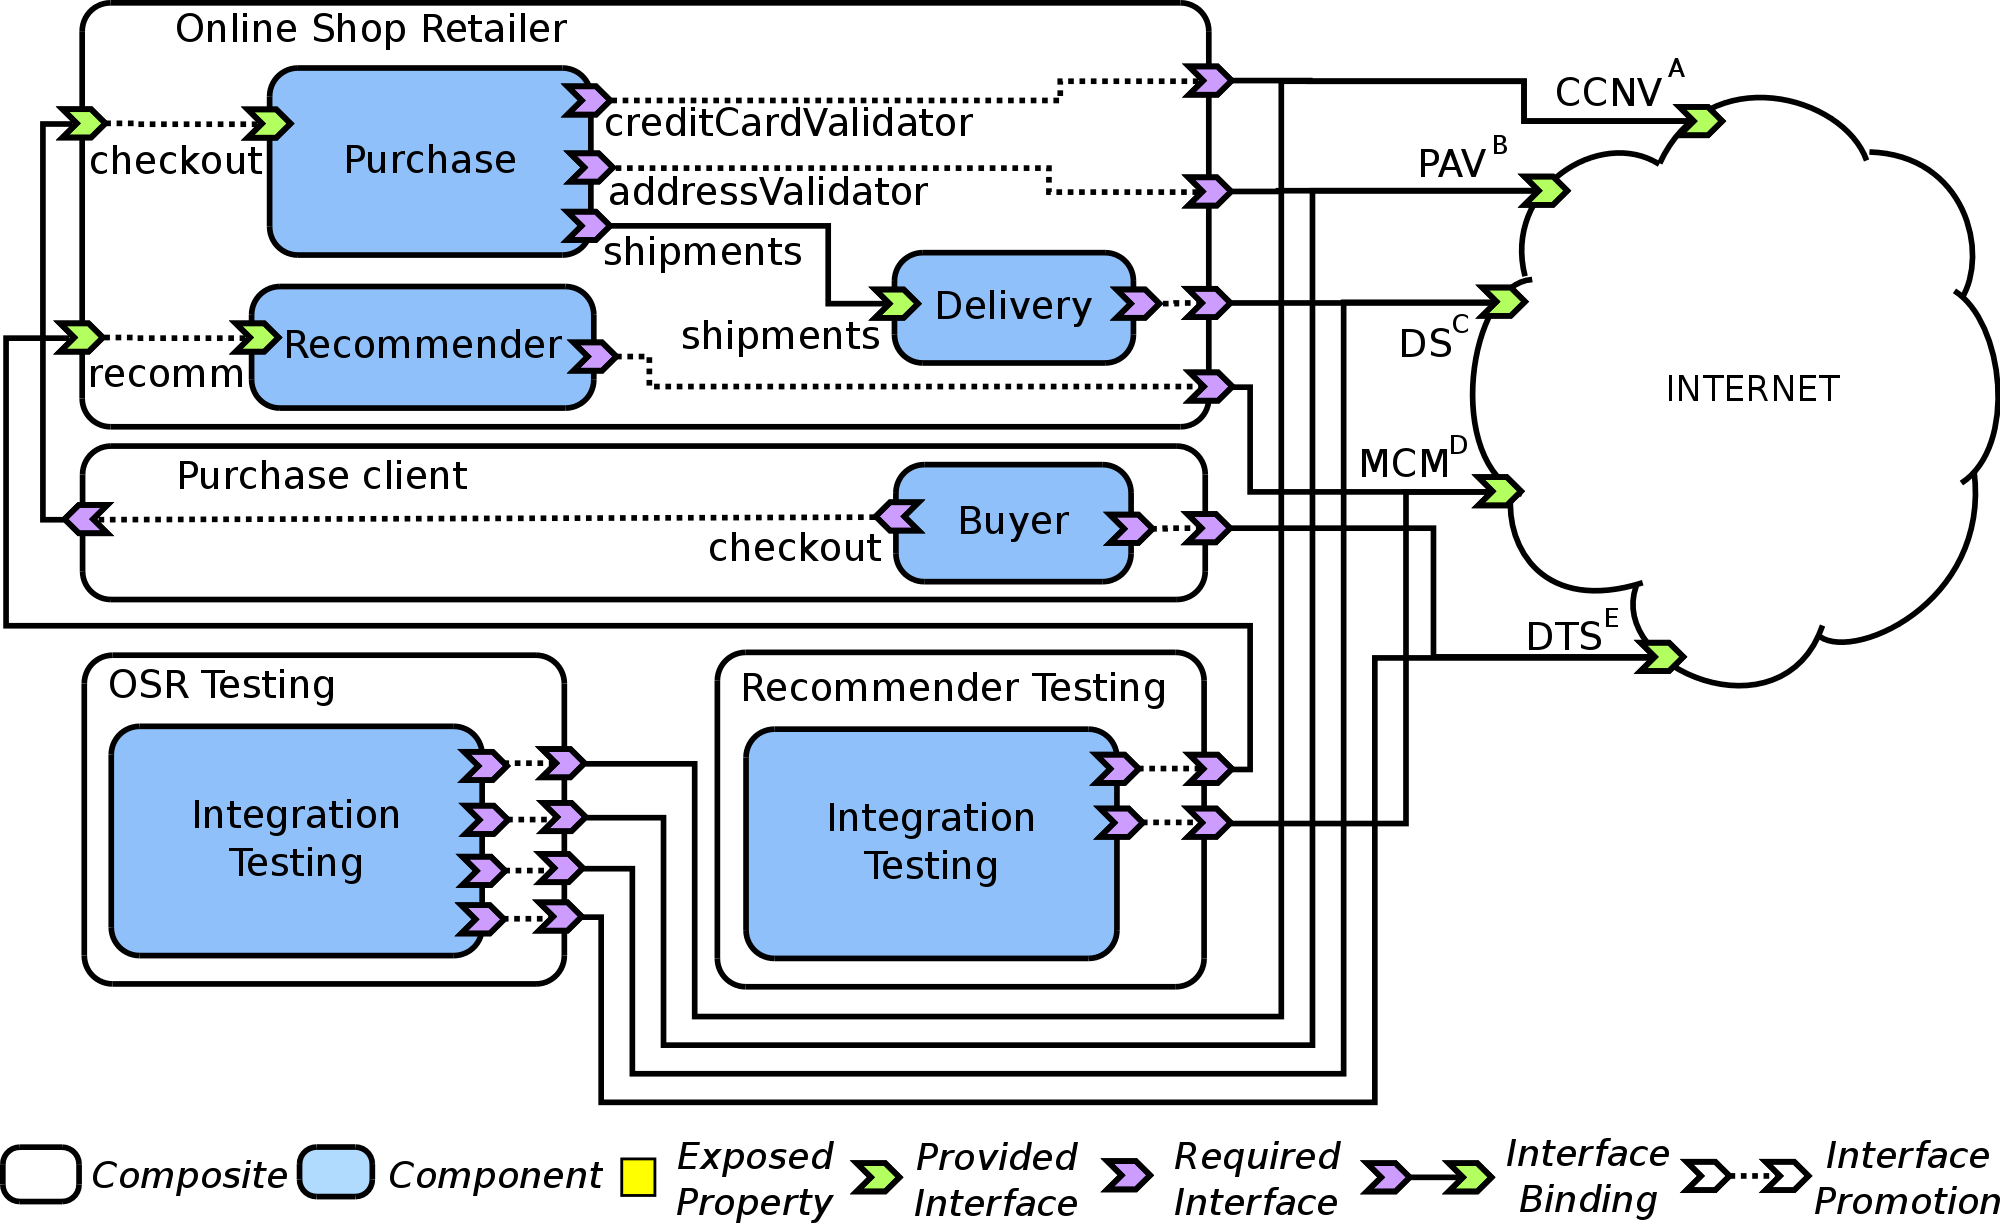 Online Shop Retailer
CCNV A
creditCardValidator
checkout
Purchase
PAV B
addressValidator
shipments
Delivery
shipments
DS C
Recommender
recomm
INTERNET
MCM D
Purchase client
Buyer
checkout
DTS E
OSR Testing
Recommender Testing
Integration
Testing
Integration
Testing
Composite
Component
Exposed
Property
Provided
Interface
Required
Interface
Interface
Binding
Interface
Promotion